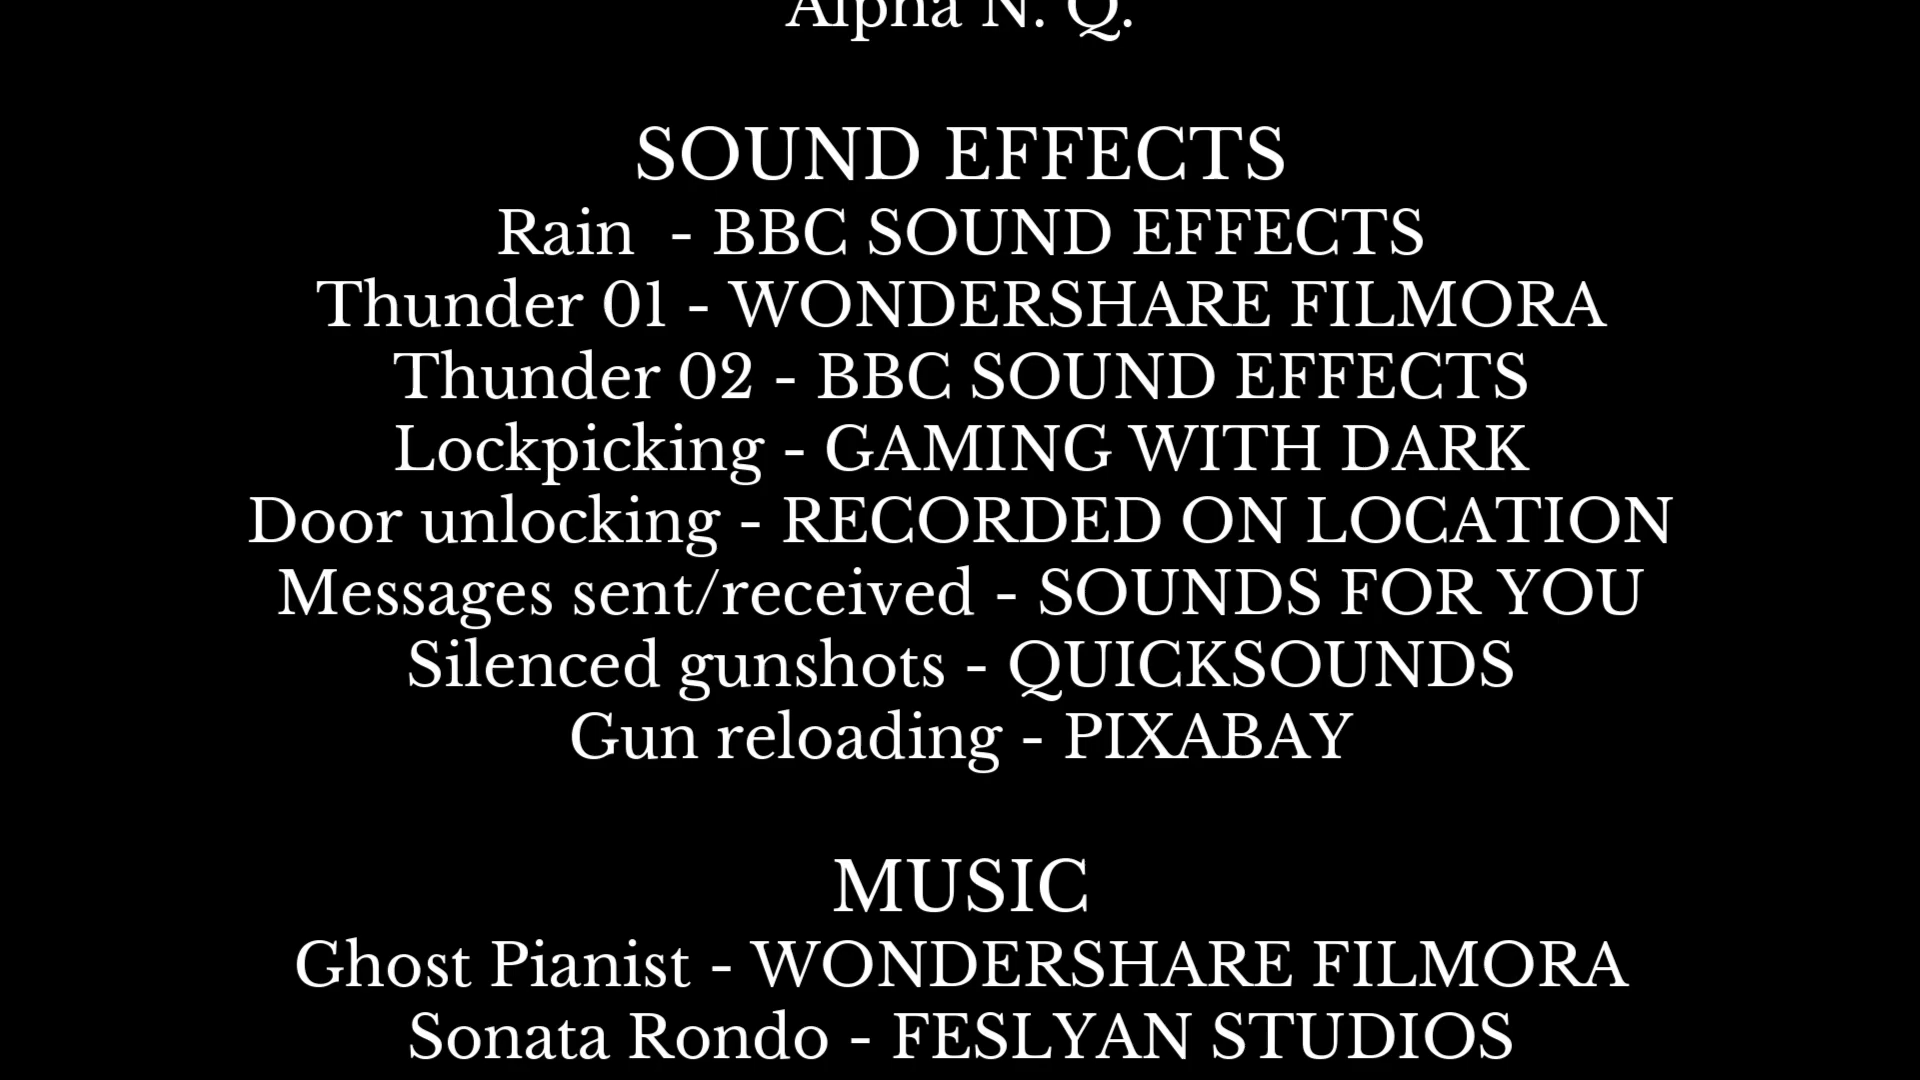 Alpha N. Q.
SOUND EFFECTS
Rain - BBC SOUND EFFECTS
Thunder 01 - WONDERSHARE FILMORA
Thunder 02 - BBC SOUND EFFECTS
Lockpicking - GAMING WITH DARK
Door unlocking - RECORDED ON LOCATION
Messages sent/received - SOUNDS FOR YOU
Silenced gunshots - QUICKSOUNDS
Gun reloading - PIXABAY
MUSIC
Ghost Pianist - WONDERSHARE FILMORA
Sonata Rondo - FESLYAN STUDIOS